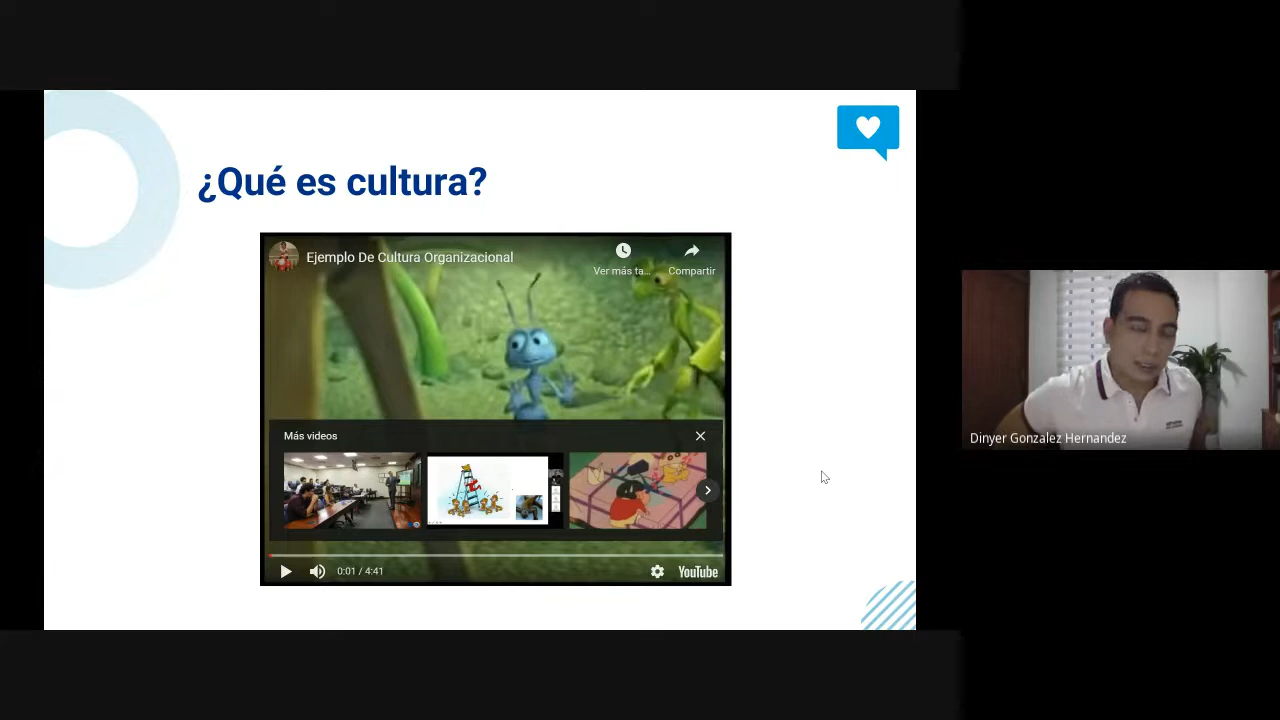 ¿Qué es cultura?
Ejemplo De Cultura Organizacional
Ver más ta...
Compartir
Más videos
0:01 / 4:41
YouTube
Dinyer Gonzalez Hernandez